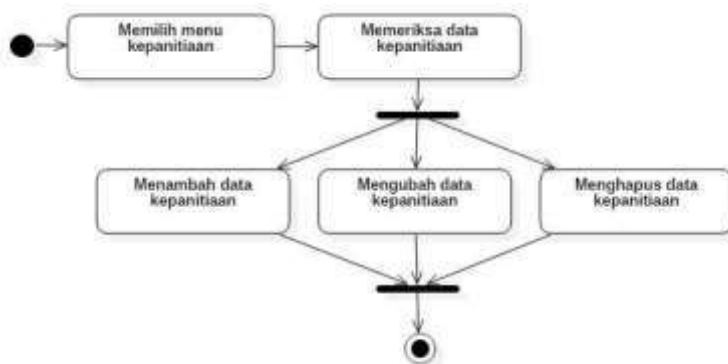 Memilih menu
kepanitiaan
Memeriksa data
kepanitiaan
Menambah data
kepanitiaan
Mengubah data
kepanitiaan
Menghapus data
kepanitiaan